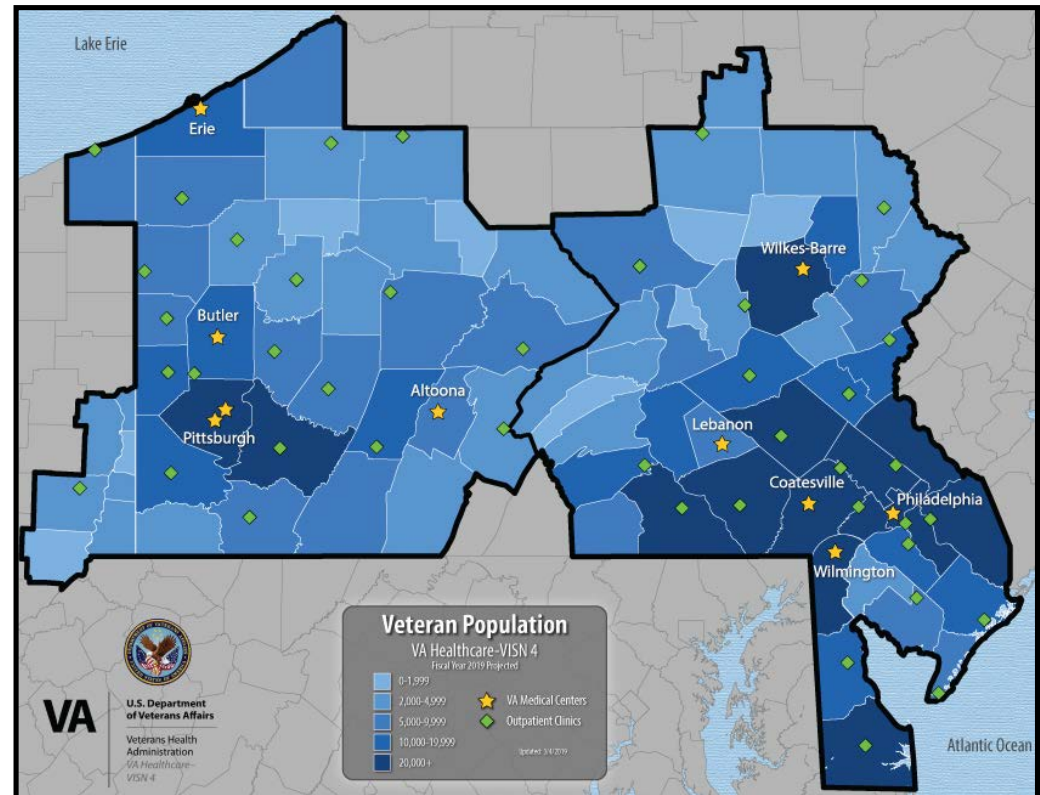 Lake Erie
Erie
Wilkes-Barre
Butler
Altoona
Lebanon
Pittsburgh
Coatesville
Philadelphia
Wilmington
Veteran Population
VA Healthcare-VISN 4
Fiscal Year 2019 Projected
0-1,999
2,000-4,999
5,000-9,999
10,000-19,999
20,000+
VA Medical Centers
Outpatient Clinics
Updated: 3/4/2019
VA
U.S. Department
of Veterans Affairs
Veterans Health
Administration
VA Healthcare-
VISN 4
Atlantic Ocean